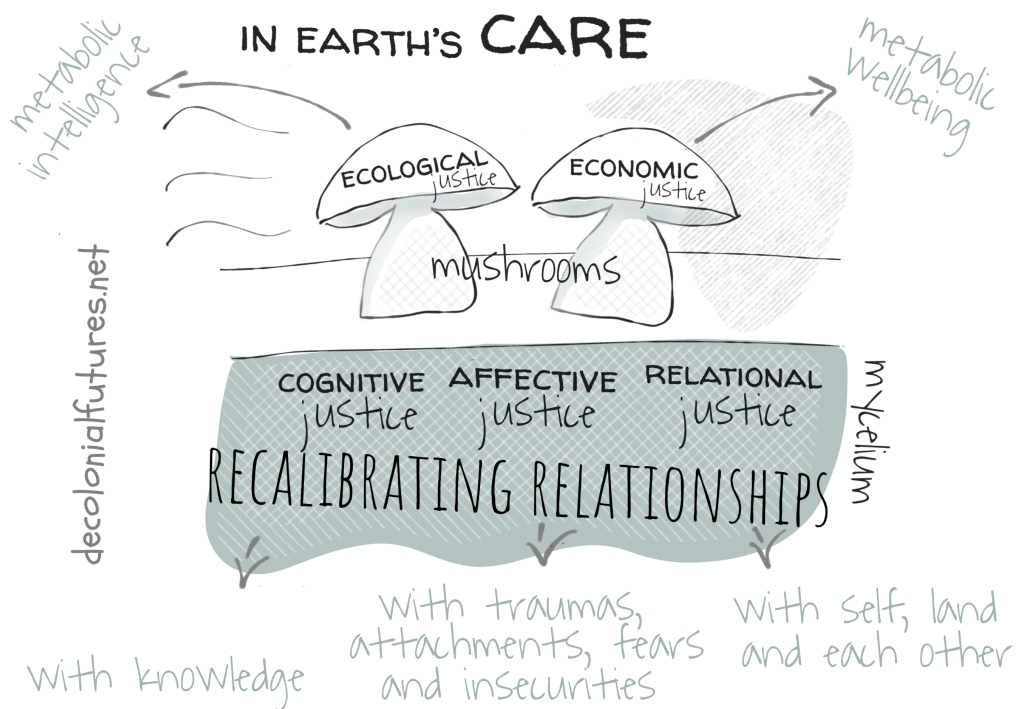 IN EARTH'S CARE
metabolic
intelligence
metabolic
wellbeing
ECOLOGICAL
justice
ECONOMIC
justice
mushrooms
decolonialfutures.net
COGNITIVE
justice
AFFECTIVE
justice
RELATIONAL
justice
mycelium
RECALIBRATING RELATIONSHIPS
with knowledge
with traumas,
attachments, fears
and insecurities
with self, land
and each other